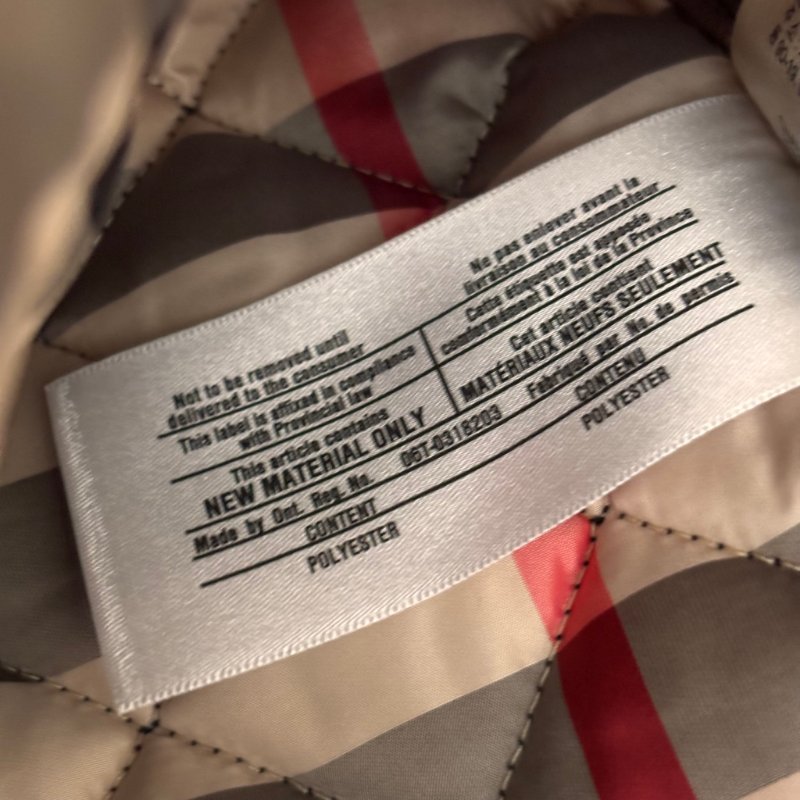 Not to be removed until
delivered to the consumer
This label is affixed in compliance
with Provincial law
This article contains
NEW MATERIAL ONLY
Made by Ont. Reg. No. 06T-0318203 Fabriqué par No. de permis
CONTENT
POLYESTER
Ne pas enlever avant la
livraison au consommateur
Cette étiquette est apposée
conformément à la loi de la Province
Cet article contient
MATÉRIAUX NEUFS SEULEMENT
CONTENU
POLYESTER